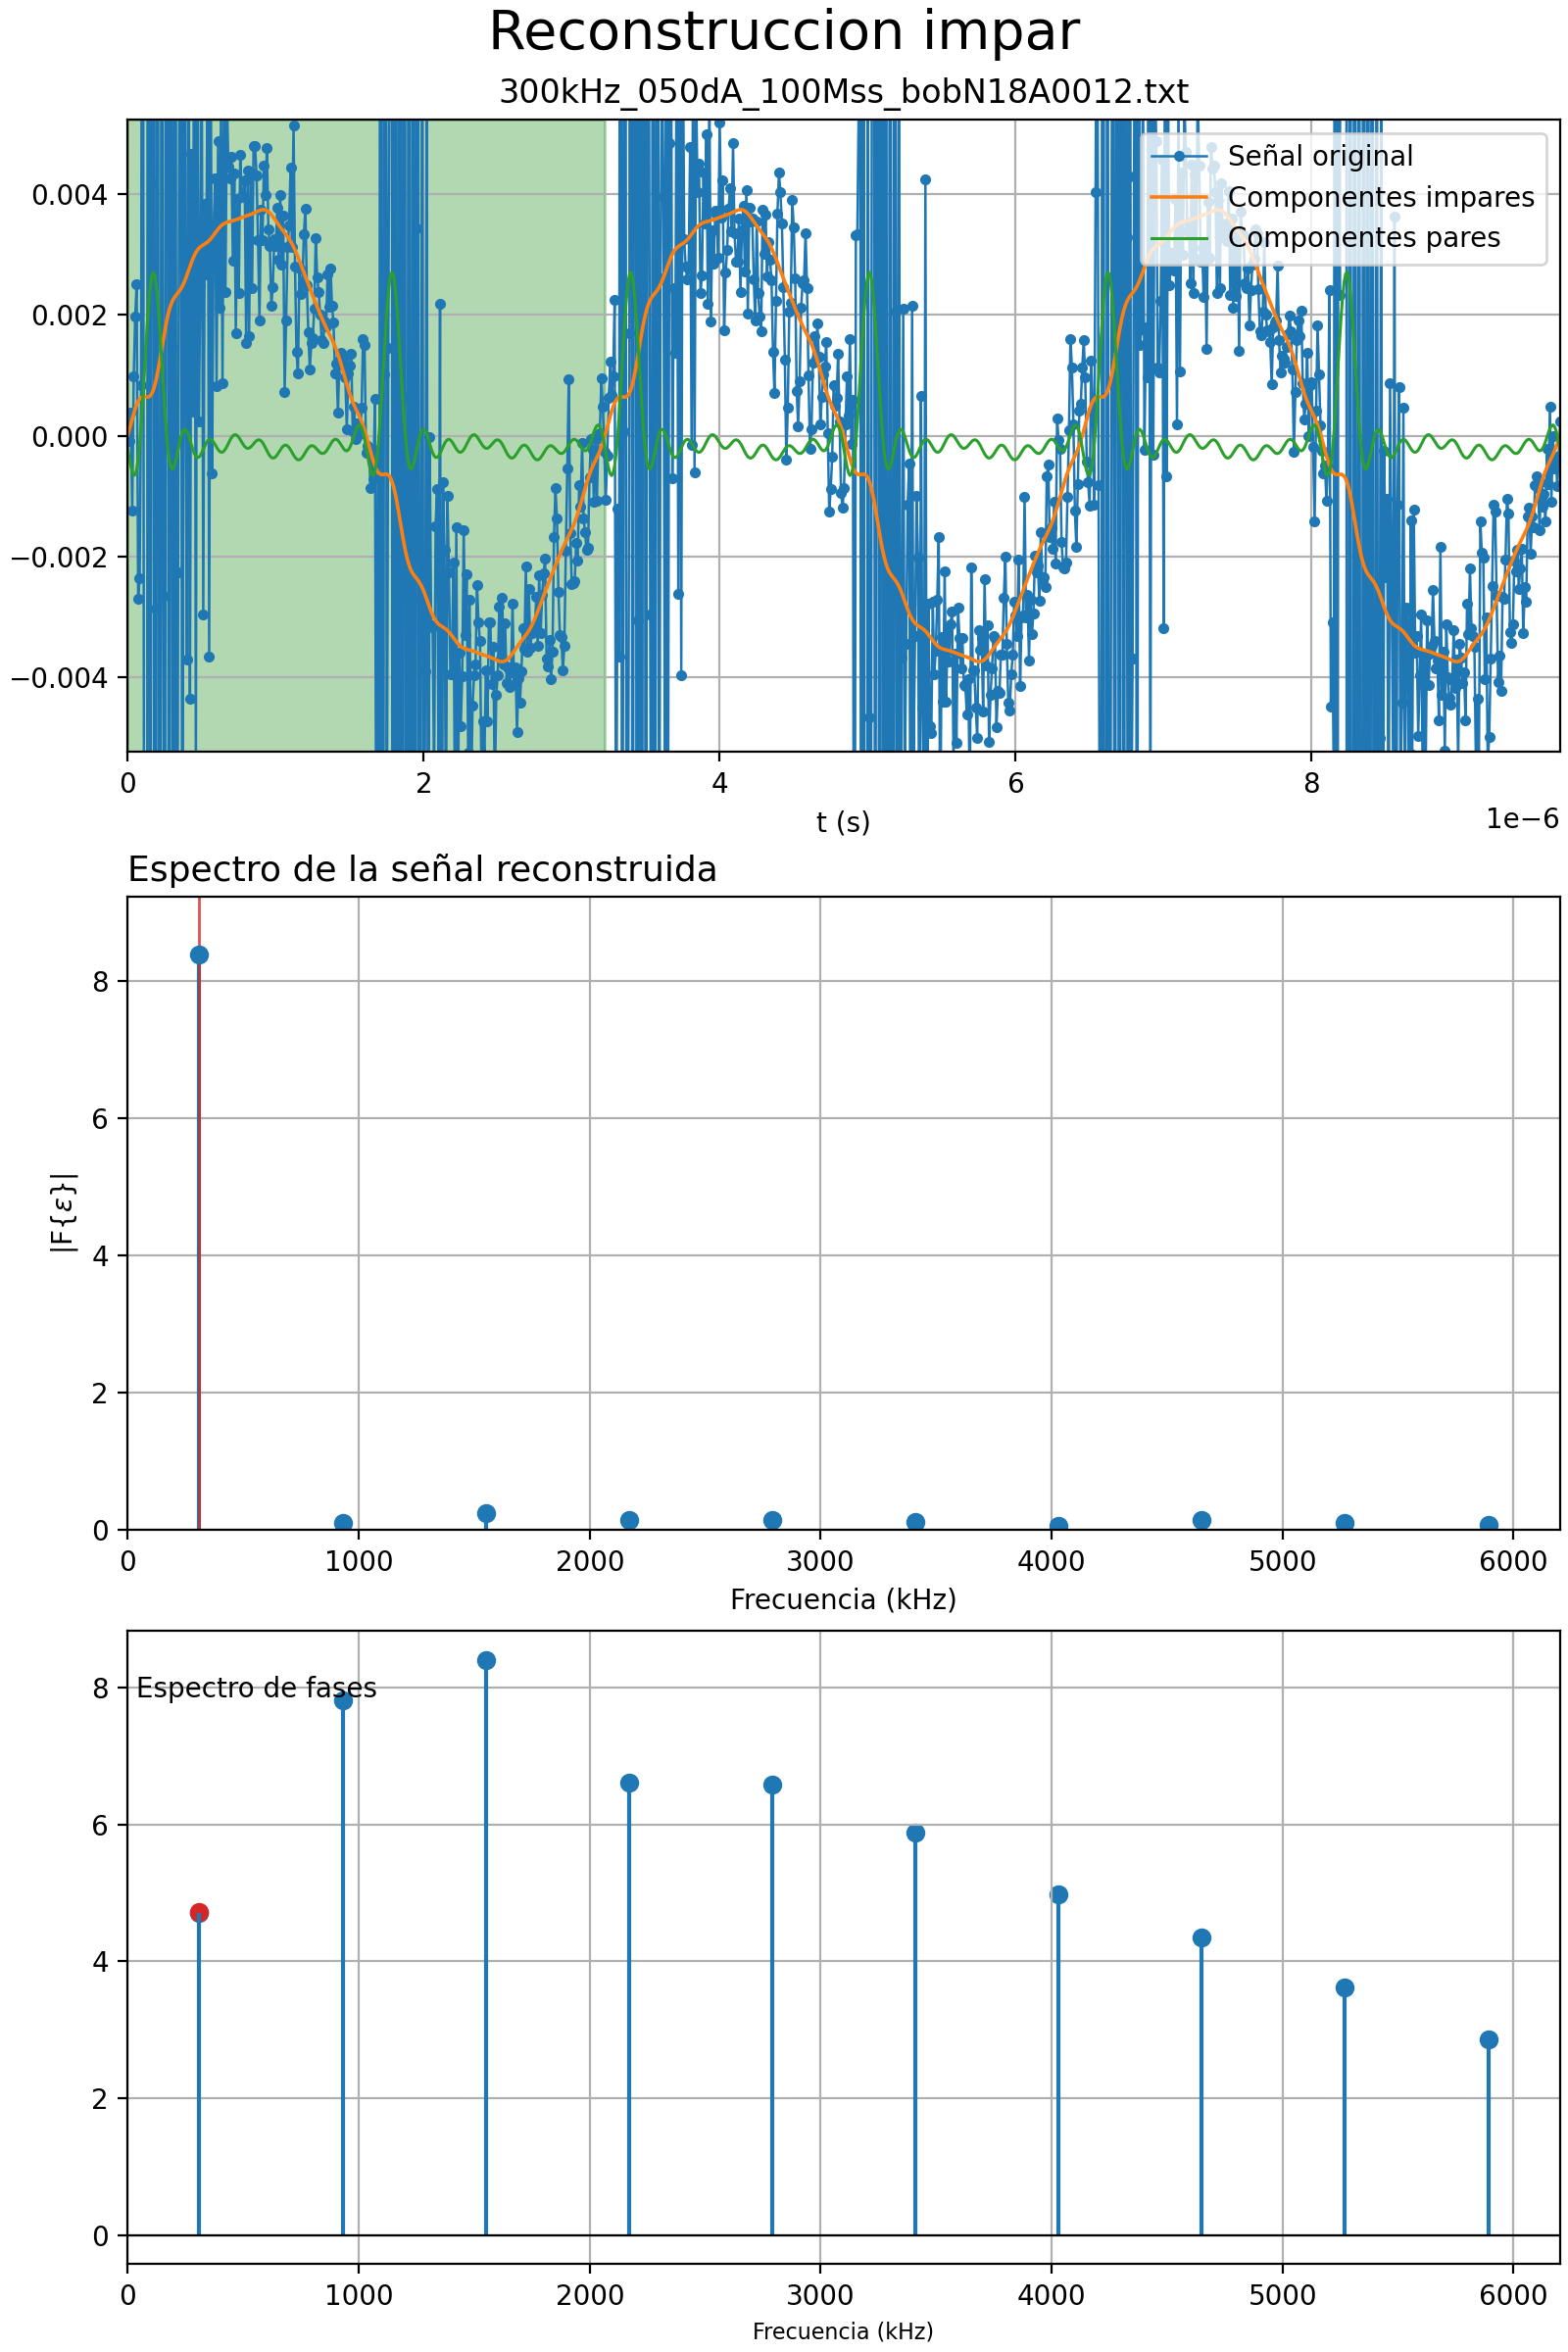 Reconstruccion impar
300kHz_050dA_100Mss_bobN18A0012.txt
Señal original
Componentes impares
Componentes pares
0.004
0.002
0.000
−0.002
−0.004
0 2 4 6 8
1e−6
t (s)
Espectro de la señal reconstruida
8
6
4
2
0
|F{ε}|
0 1000 2000 3000 4000 5000 6000
Frecuencia (kHz)
Espectro de fases
8
6
4
2
0
0 1000 2000 3000 4000 5000 6000
Frecuencia (kHz)